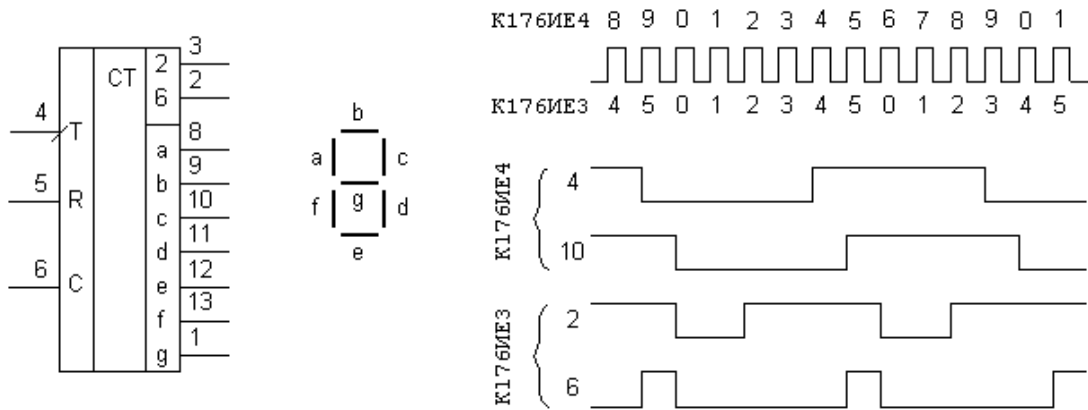 К176ИЕ4 8 9 0 1 2 3 4 5 6 7 8 9 0 1
К176ИЕ3 4 5 0 1 2 3 4 5 0 1 2 3 4 5
CT
2 3
6 2
4 T
5 R
6 C
a 8
b 9
c 10
d 11
e 12
f 13
g 1
b
a c
g
f d
e
К176ИЕ4
4
10
К176ИЕ3
2
6